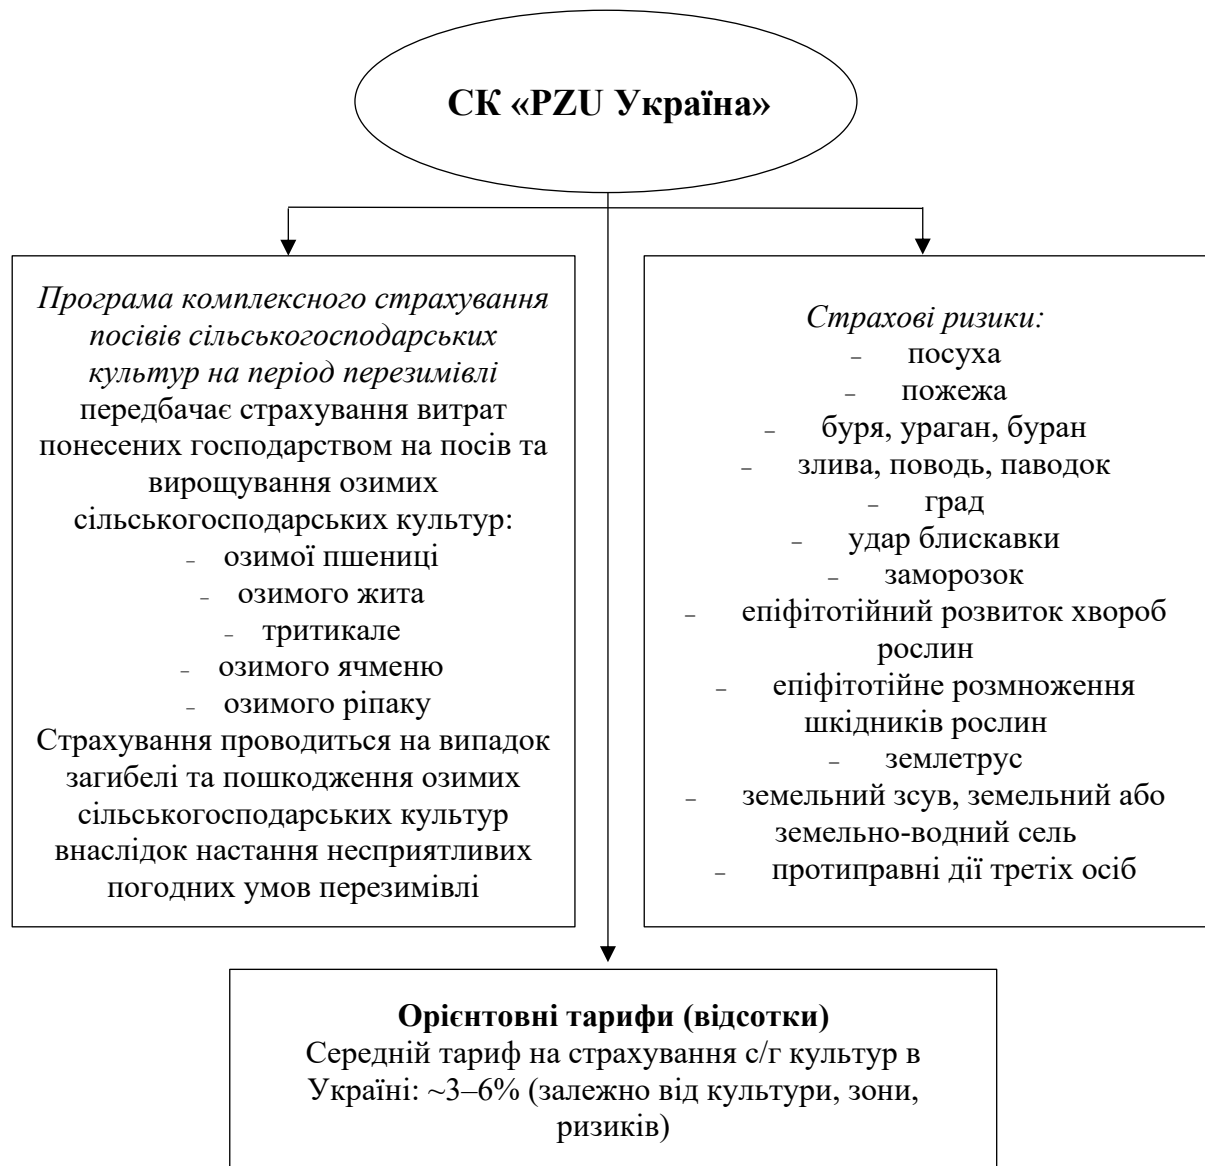 СК «PZU Україна»
Програма комплексного страхування
посівів сільськогосподарських
культур на період перезимівлі
передбачає страхування витрат
понесених господарством на посів та
вирощування озимих
сільськогосподарських культур:
- озимої пшениці
- озимого жита
- тритикале
- озимого ячменю
- озимого ріпаку
Страхування проводиться на випадок
загибелі та пошкодження озимих
сільськогосподарських культур
внаслідок настання несприятливих
погодних умов перезимівлі
Страхові ризики:
- посуха
- пожежа
- буря, ураган, буран
- злива, поводь, паводок
- град
- удар блискавки
- заморозок
- епіфітотійний розвиток хвороб
рослин
- епіфітотійне розмноження
шкідників рослин
- землетрус
- земельний зсув, земельний або
земельно-водний сель
- протиправні дії третіх осіб
Орієнтовні тарифи (відсотки)
Середній тариф на страхування с/г культур в
Україні: ~3–6% (залежно від культури, зони,
ризиків)